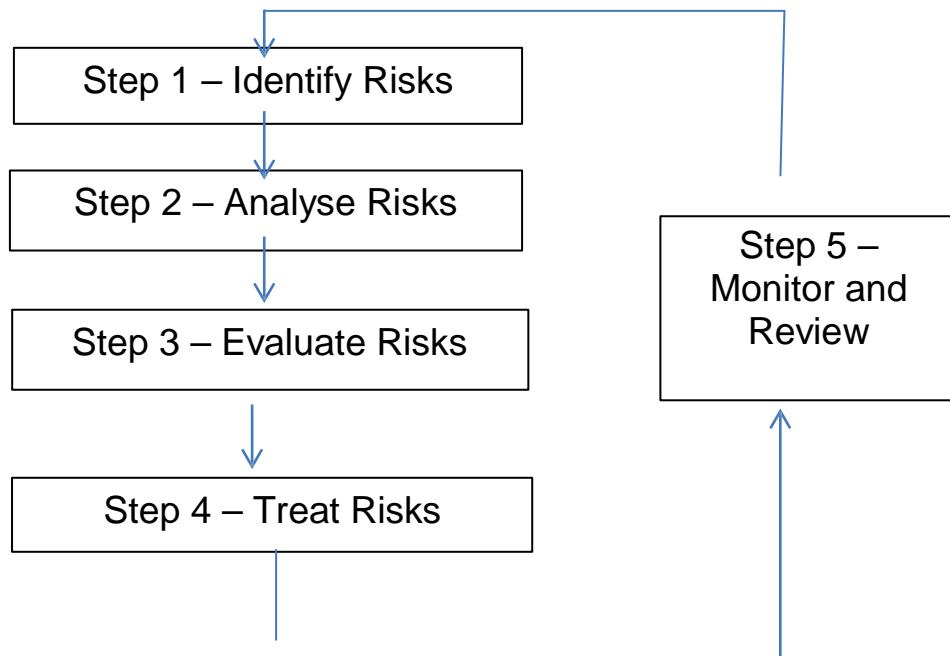 Step 1 – Identify Risks
Step 2 – Analyse Risks
Step 3 – Evaluate Risks
Step 4 – Treat Risks
Step 5 –
Monitor and
Review